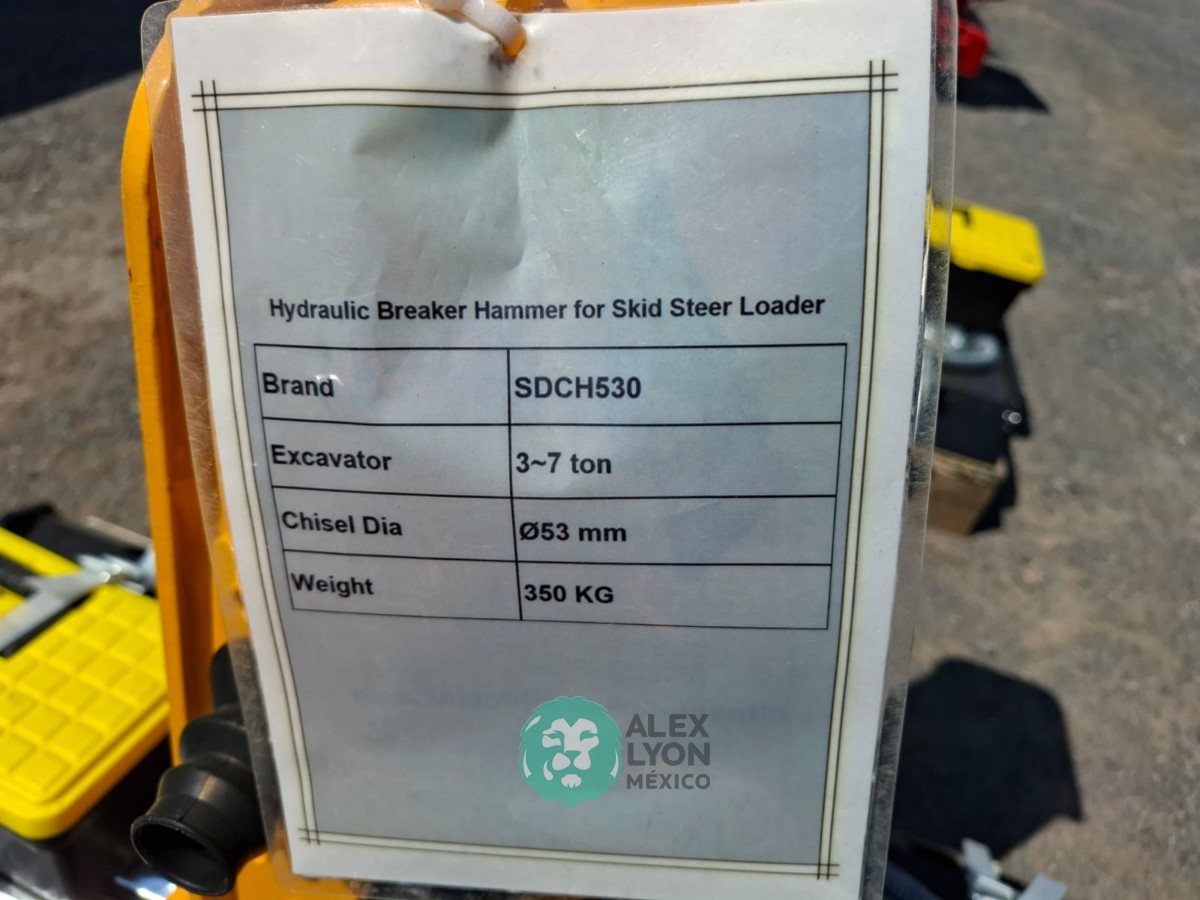 Hydraulic Breaker Hammer for Skid Steer Loader
Brand SDCH530
Excavator 3~7 ton
Chisel Dia Ø53 mm
Weight 350 KG
ALEX
LYON
MÉXICO